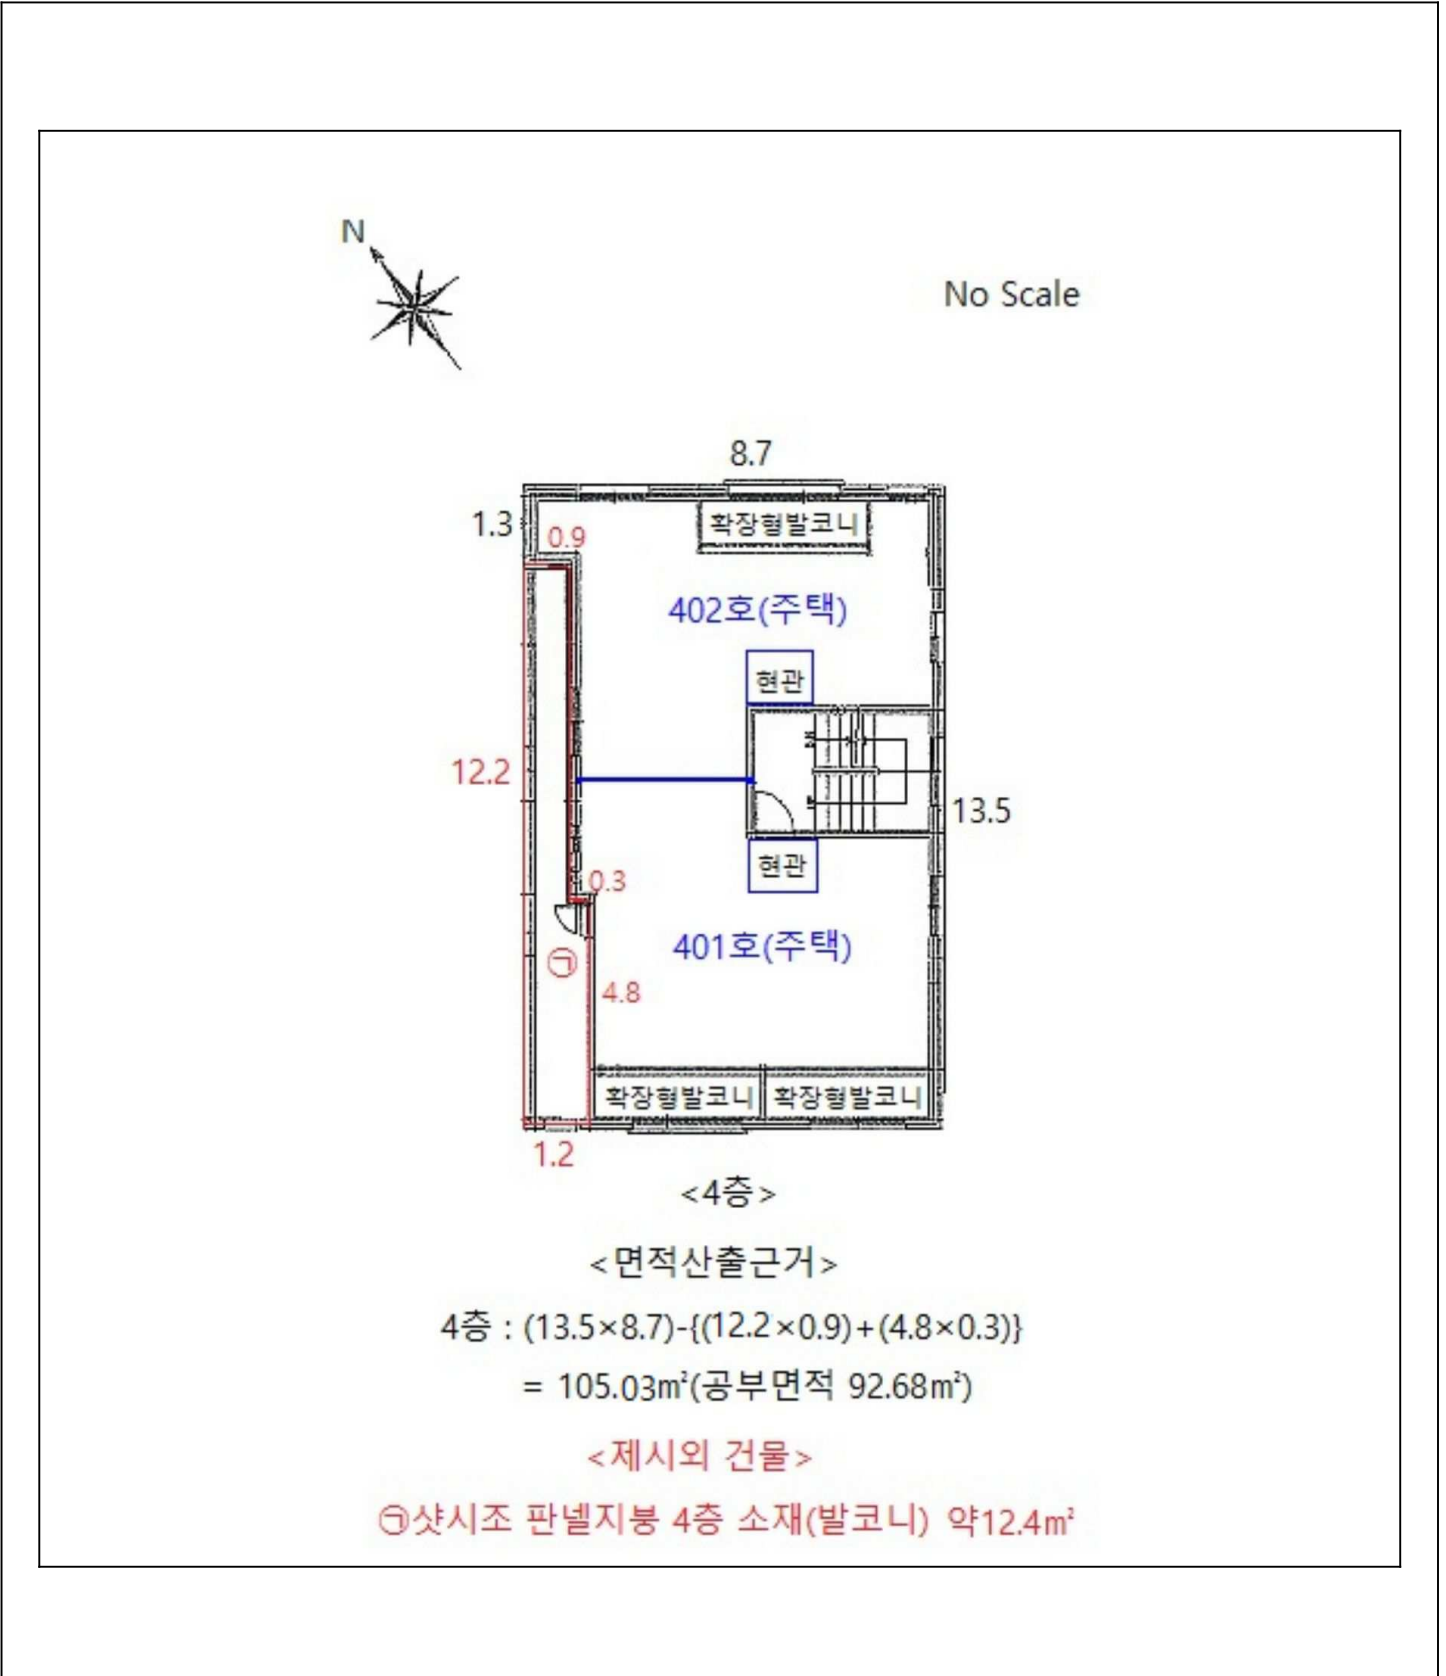 N
No Scale
8.7
1.3
0.9
확장형발코니
402호(주택)
현관
12.2
13.5
현관
0.3
401호(주택)
㉠
4.8
확장형발코니 확장형발코니
1.2
<4층>
<면적산출근거>
4층 : (13.5×8.7)-{(12.2×0.9)+(4.8×0.3)}
= 105.03㎡(공부면적 92.68㎡)
<제시외 건물>
㉠샷시조 판넬지붕 4층 소재(발코니) 약12.4㎡